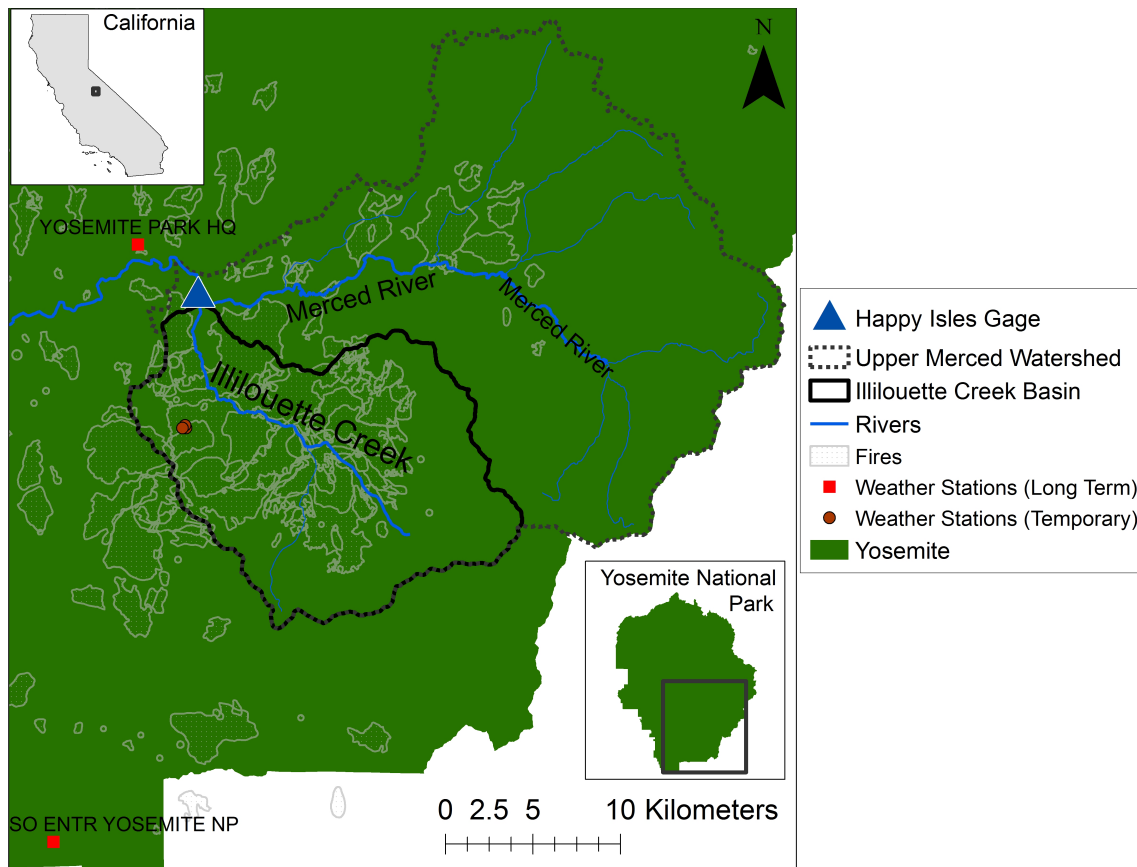 California
N
YOSEMITE PARK HQ
Merced River
Merced River
Illilouette Creek
Yosemite National
Park
0 2.5 5 10 Kilometers
SO ENTR YOSEMITE NP
Happy Isles Gage
Upper Merced Watershed
Illilouette Creek Basin
Rivers
Fires
Weather Stations (Long Term)
Weather Stations (Temporary)
Yosemite